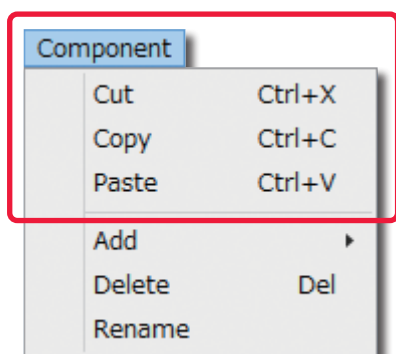 Component
Cut Ctrl+X
Copy Ctrl+C
Paste Ctrl+V
Add
Delete Del
Rename